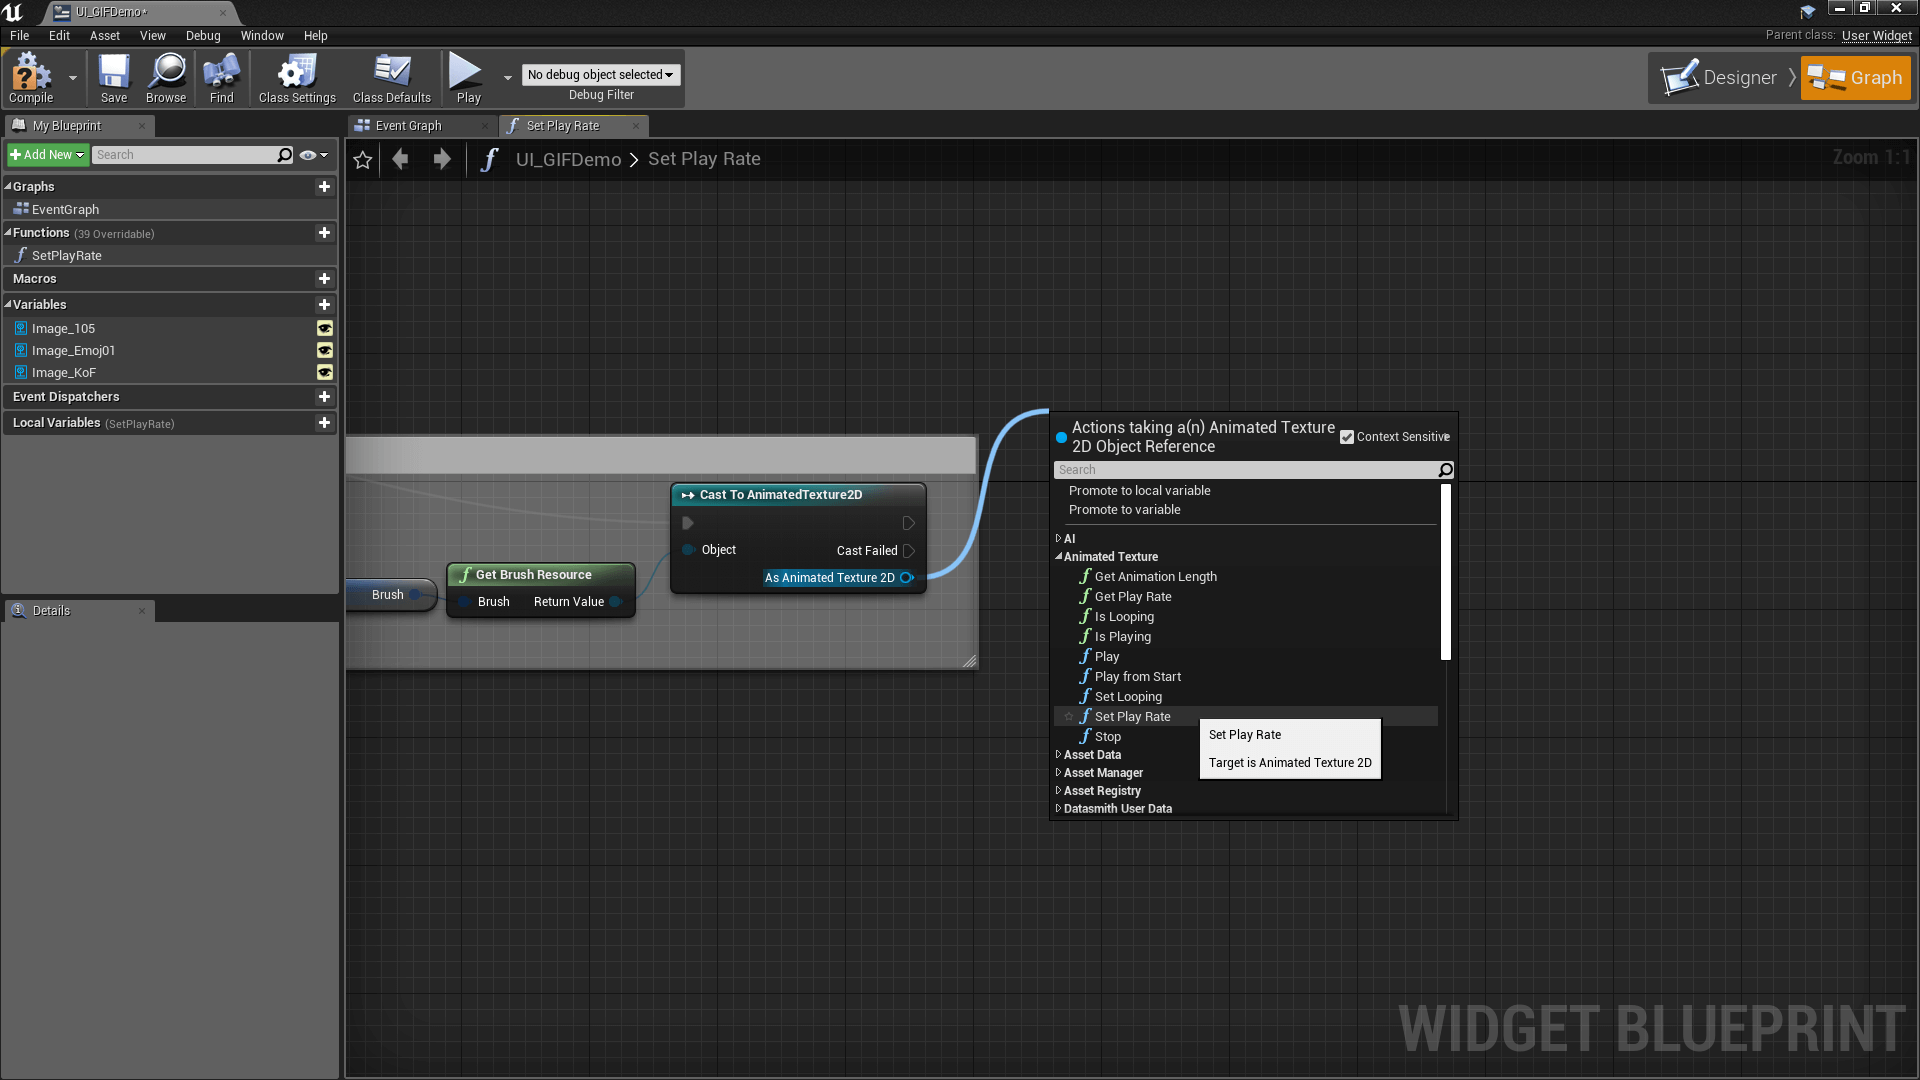 UI_GIFDemo*
File Edit Asset View Debug Window Help
Parent class: User Widget
Compile Save Browse Find Class Settings Class Defaults Play
No debug object selected
Debug Filter
Designer Graph
My Blueprint
Event Graph
Set Play Rate
Add New
Search
UI_GIFDemo > Set Play Rate
Zoom 1:1
Graphs
EventGraph
Functions (39 Overridable)
SetPlayRate
Macros
Variables
Image_105
Image_Emoj01
Image_KoF
Event Dispatchers
Local Variables (SetPlayRate)
Details
Brush
Get Brush Resource
Brush Return Value
Cast To AnimatedTexture2D
Object
Cast Failed
As Animated Texture 2D
Actions taking a(n) Animated Texture
2D Object Reference
Context Sensitive
Search
Promote to local variable
Promote to variable
AI
Animated Texture
Get Animation Length
Get Play Rate
Is Looping
Is Playing
Play
Play from Start
Set Looping
Set Play Rate
Stop
Set Play Rate
Target is Animated Texture 2D
Asset Data
Asset Manager
Asset Registry
Datasmith User Data
WIDGET BLUEPRINT